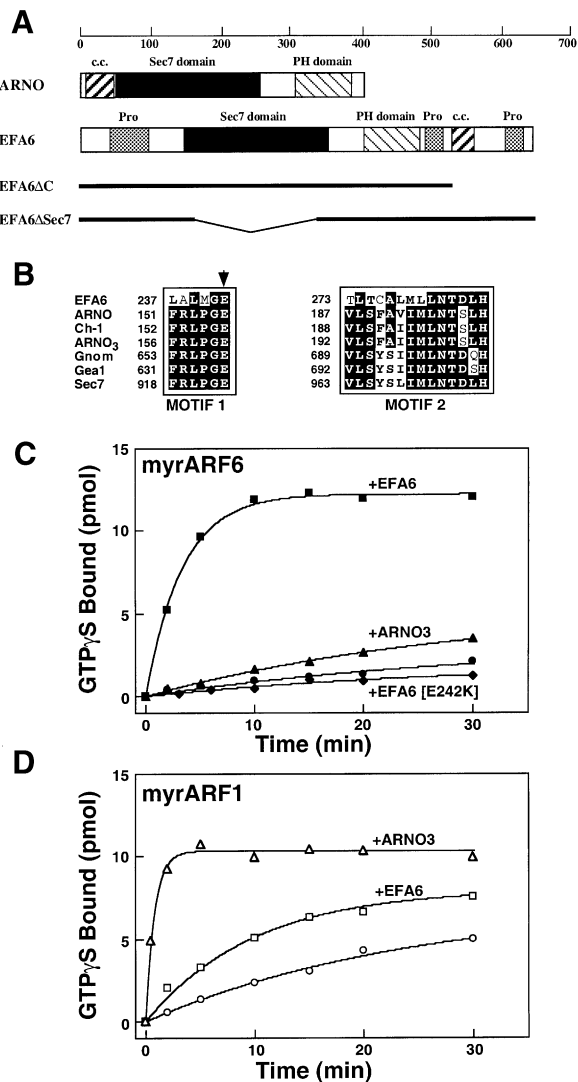 A
0 100 200 300 400 500 600 700
c.c. Sec7 domain PH domain
ARNO
Pro Sec7 domain PH domain Pro c.c. Pro
EFA6
EFA6ΔC
EFA6ΔSec7
B
EFA6 237 LALMGE 273 TLTCALMLLNTDLH
ARNO 151 FRLPGE 187 VLSFAVIMLNTSLH
Ch-1 152 FRLPGE 188 VLSFAIIMLNTSLH
ARNO3 156 FRLPGE 192 VLSFAIIMLNTSLH
Gnom 653 FRLPGE 689 VLSYSIIMLNTDQH
Gea1 631 FRLPGE 692 VLSYSIIMLNTDSH
Sec7 918 FRLPGE 963 VLSYSLIMLNTDLH
MOTIF 1 MOTIF 2
C
myrARF6
GTPγS Bound (pmol)
15
10
5
0
+EFA6
+ARNO3
+EFA6 [E242K]
0 10 20 30
Time (min)
D
myrARF1
GTPγS Bound (pmol)
15
10
5
0
+ARNO3
+EFA6
0 10 20 30
Time (min)